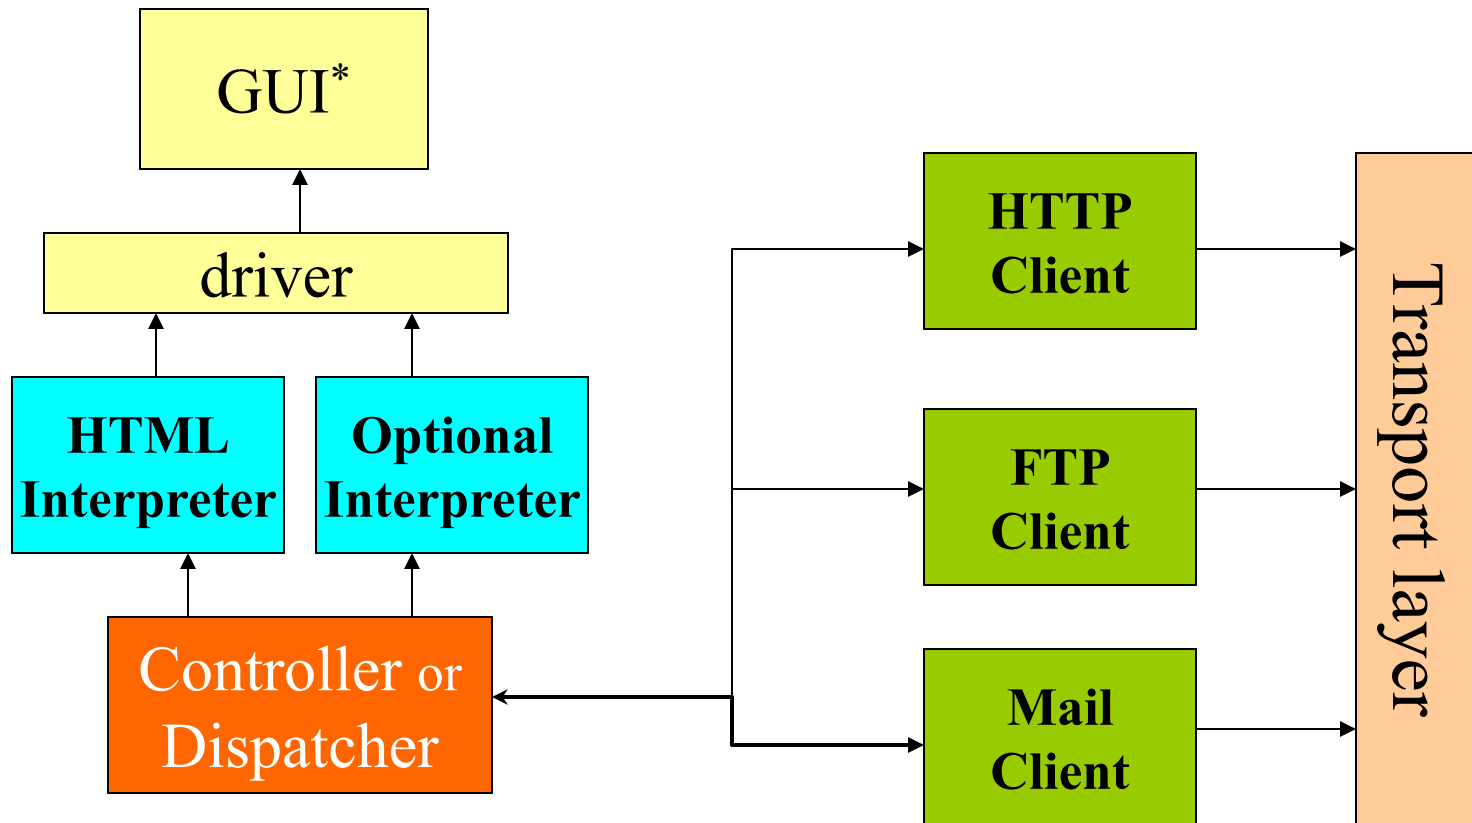 GUI*
driver
HTML
Interpreter
Optional
Interpreter
Controller or
Dispatcher
HTTP
Client
FTP
Client
Mail
Client
Transport layer